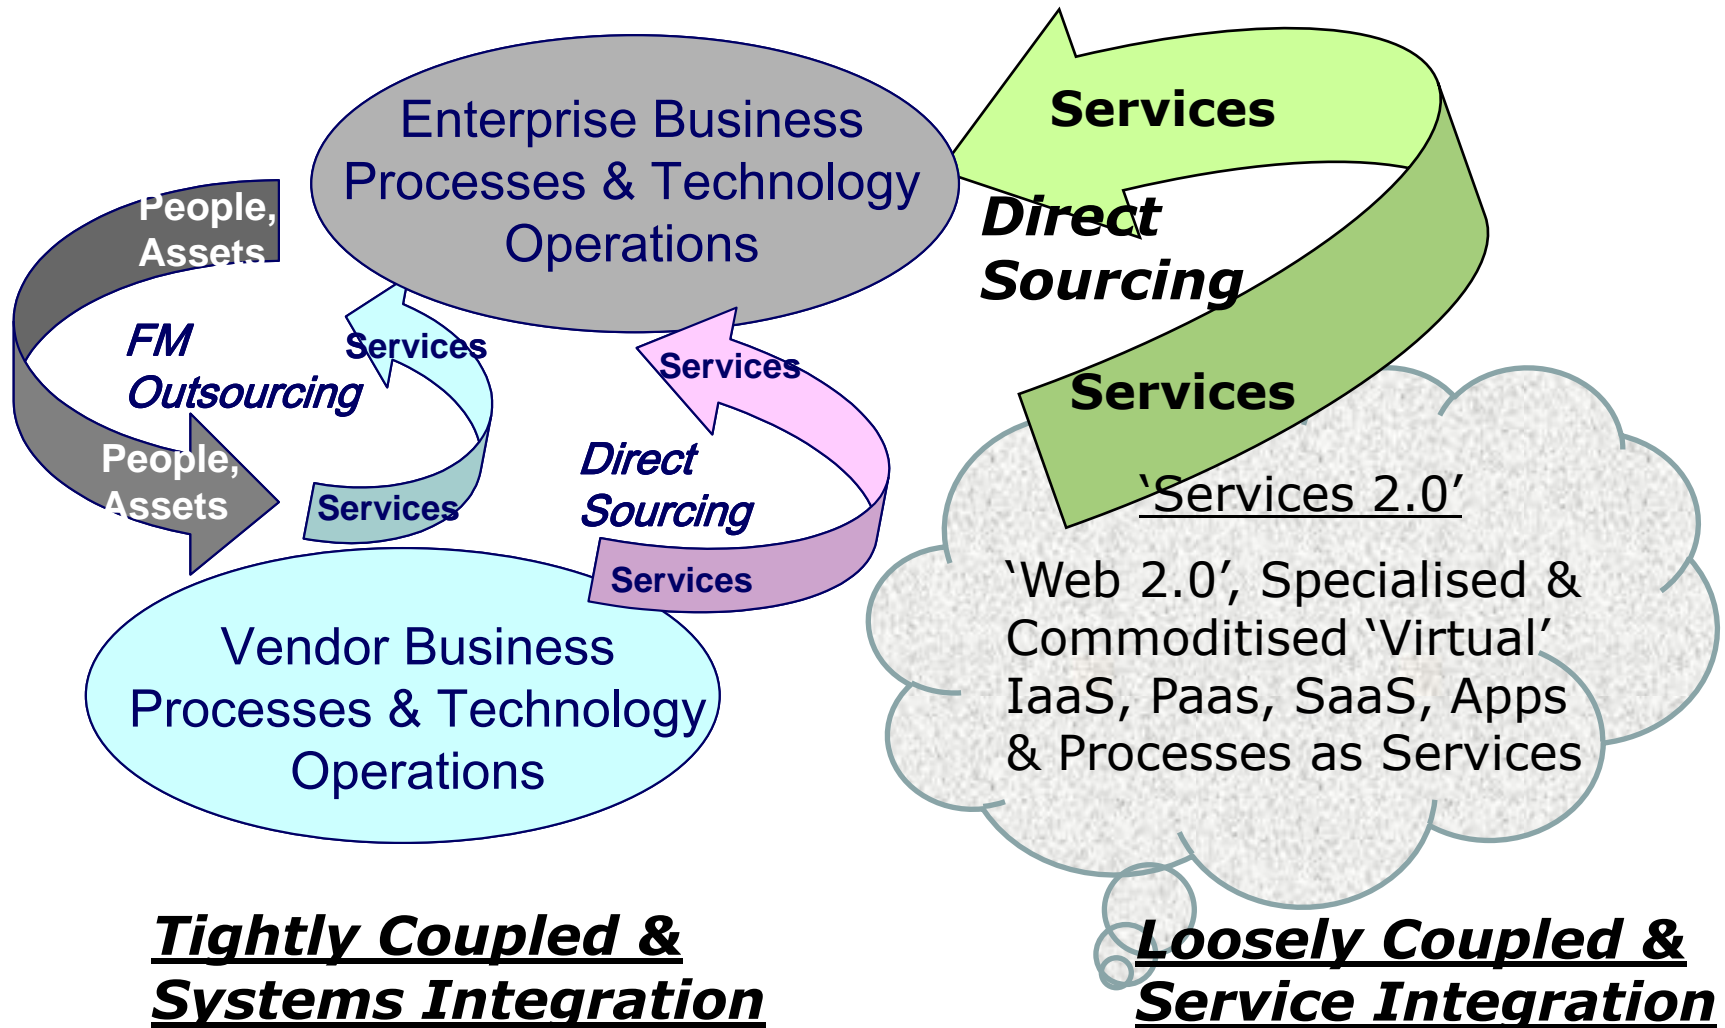 Enterprise Business
Processes & Technology
Operations
People,
Assets
FM
Outsourcing
People,
Assets
Services
Services
Services
Direct
Sourcing
Services
Vendor Business
Processes & Technology
Operations
Services
Direct
Sourcing
Services
‘Services 2.0’
‘Web 2.0’, Specialised &
Commoditised ‘Virtual’
IaaS, Paas, SaaS, Apps
& Processes as Services
Tightly Coupled &
Systems Integration
Loosely Coupled &
Service Integration